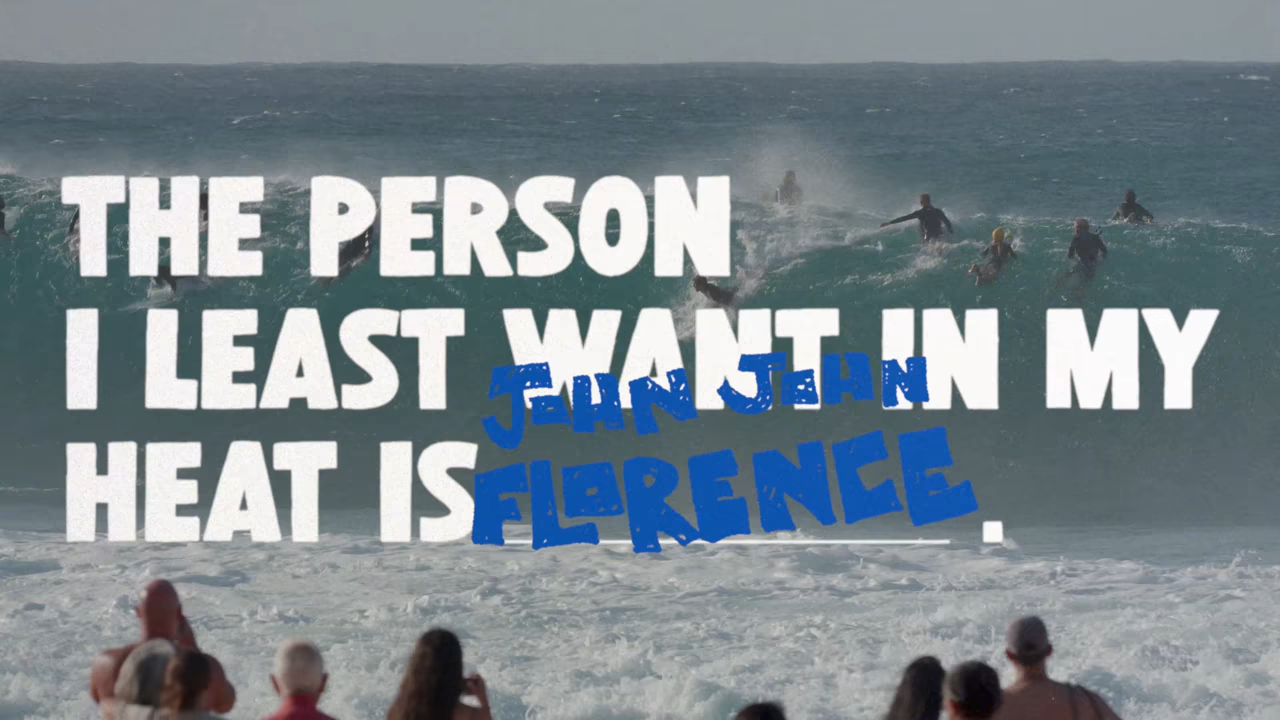 THE PERSON
I LEAST WANT IN MY
JOHN JOHN
HEAT IS FLORENCE.